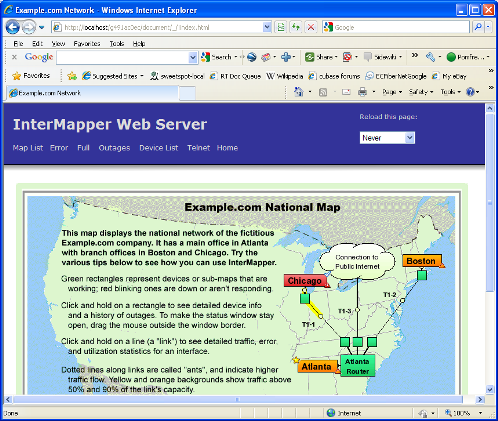 Example.com Network - Windows Internet Explorer
File Edit View Favorites Tools Help
Google Search Share Sidewiki Pomfre...
Favorites Suggested Sites sweetspot-local RT Doc Queue Wikipedia cubase forums ECMberNetGoogle My eBay
Example.com Network Page Safety Tools
InterMapper Web Server
Reload this page:
Never
Map List Error Full Outages Device List Telnet Home
Example.com National Map
This map displays the national network of the fictitious
Example.com company. It has a main office in Atlanta
with branch offices in Boston and Chicago. Try the
various tips below to see how you can use InterMapper.
Green rectangles represent devices or sub-maps that are
working; red blinking ones are down or aren't responding.
Click and hold on a rectangle to see detailed device info
and a history of outages. To make the status window stay
open, drag the mouse outside the window border.
Click and hold on a line (a "link") to see detailed traffic, error,
and utilization statistics for an interface.
Dotted lines along links are called "ants", and indicate higher
traffic flow. Yellow and orange backgrounds show traffic above
50% and 90% of the link's capacity.
Connection to
Public Internet
Boston
Chicago
T1-2
T1-3
T1-1
Atlanta
Atlanta
Router
Done Internet 100%